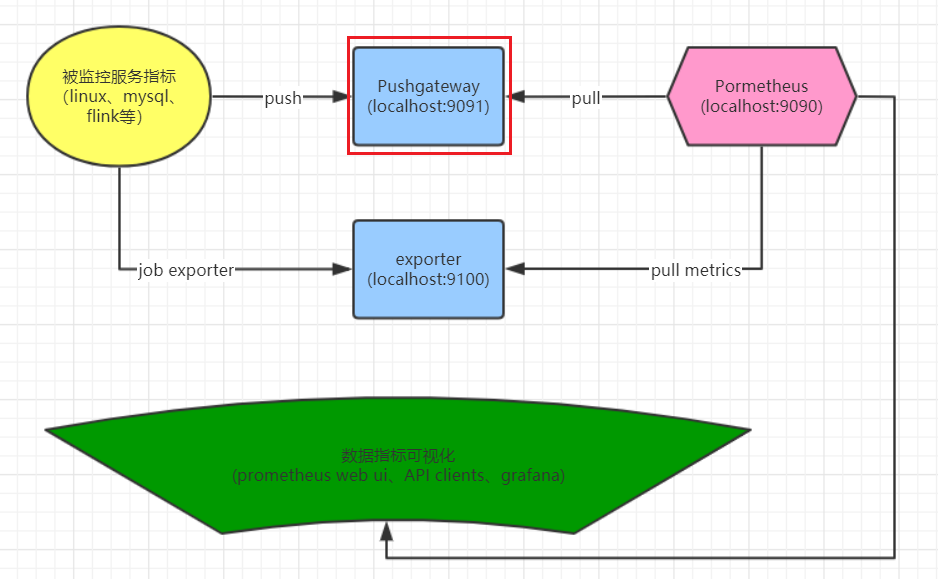 被监控服务指标
（linux、mysql、
flink等）
push
Pushgateway
(localhost:9091)
pull
Pormetheus
(localhost:9090)
job exporter
exporter
(localhost:9100)
pull metrics
数据指标可视化
(prometheus web ui、API clients、grafana)